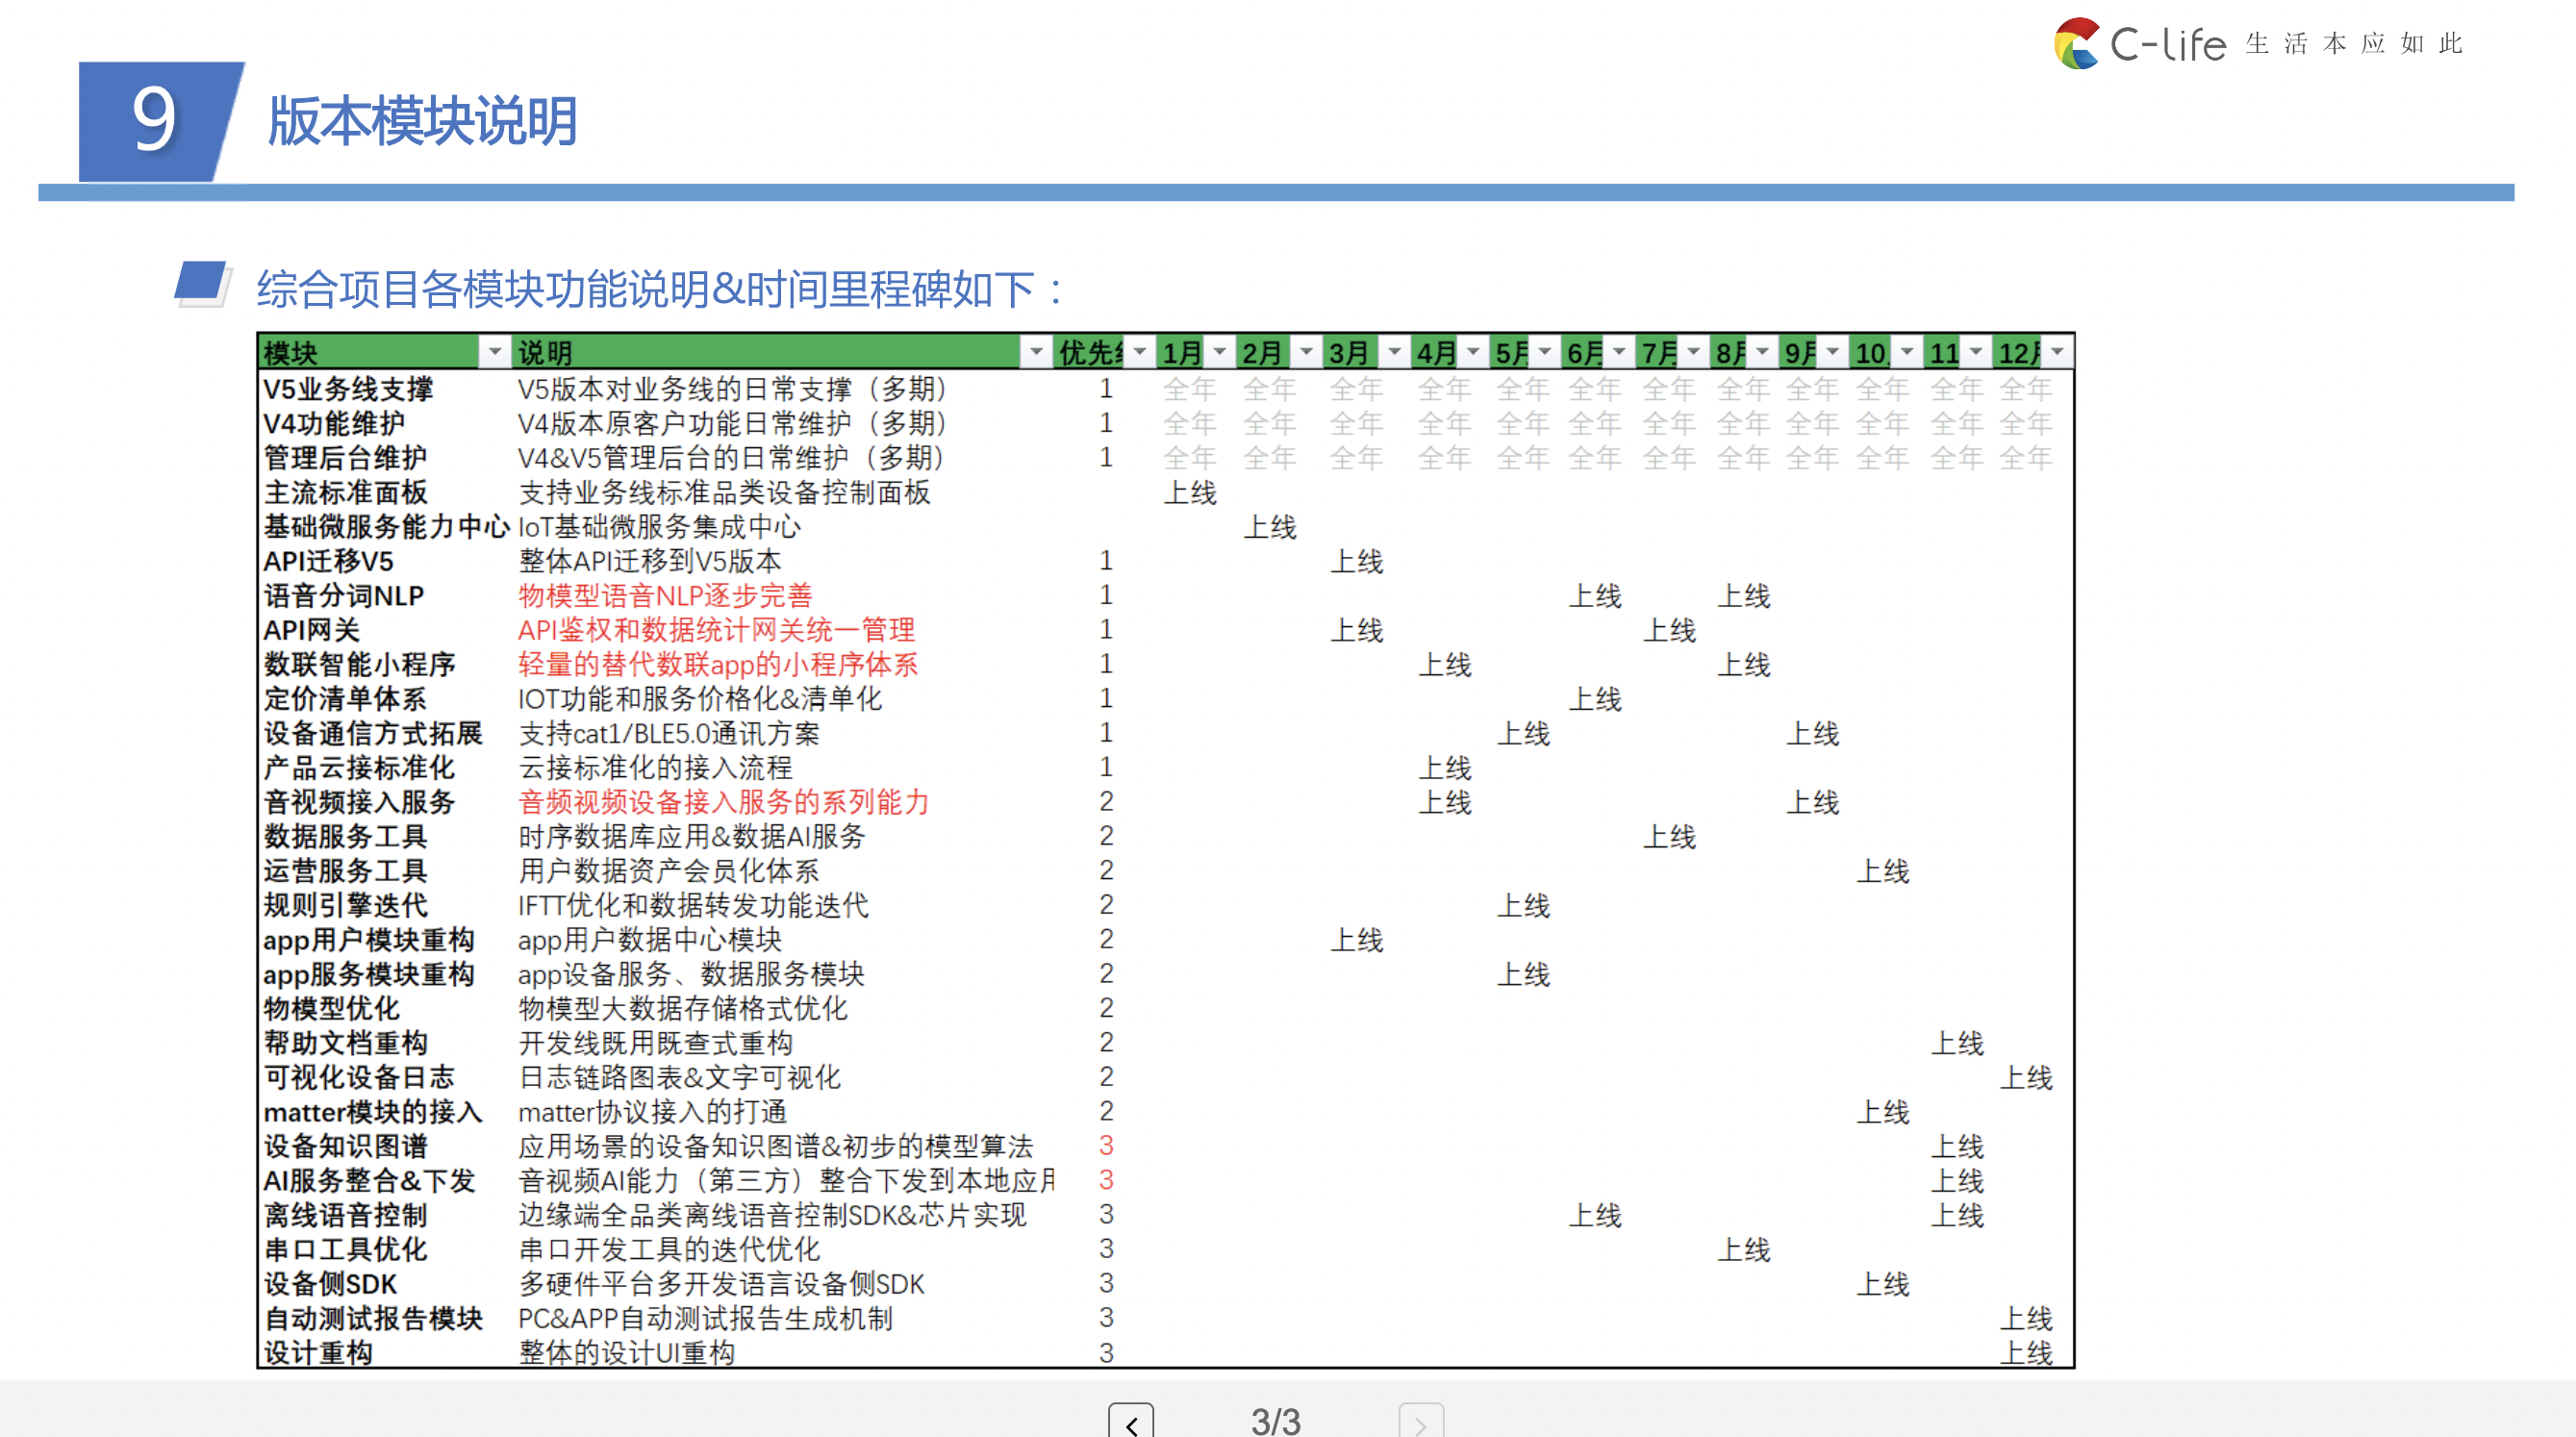 C-life 生活本应如此
9 版本模块说明
综合项目各模块功能说明&时间里程碑如下：
模块 说明 优先级 1月 2月 3月 4月 5月 6月 7月 8月 9月 10 11 12月
V5业务线支撑 V5版本对业务线的日常支撑（多期） 1 全年 全年 全年 全年 全年 全年 全年 全年 全年 全年 全年 全年
V4功能维护 V4版本原客户功能日常维护（多期） 1 全年 全年 全年 全年 全年 全年 全年 全年 全年 全年 全年 全年
管理后台维护 V4&V5管理后台的日常维护（多期） 1 全年 全年 全年 全年 全年 全年 全年 全年 全年 全年 全年 全年
主流标准面板 支持业务线标准品类设备控制面板 上线
基础微服务能力中心 IoT基础微服务集成中心 上线
API迁移V5 整体API迁移到V5版本 1 上线
语音分词NLP 物模型语音NLP逐步完善 1 上线 上线
API网关 API鉴权和数据统计网关统一管理 1 上线 上线
数联智能小程序 轻量的替代数联app的小程序体系 1 上线 上线
定价清单体系 IOT功能和服务价格化&清单化 1 上线
设备通信方式拓展 支持cat1/BLE5.0通讯方案 1 上线 上线
产品云接标准化 云接标准化的接入流程 1 上线
音视频接入服务 音频视频设备接入服务的系列能力 2 上线 上线
数据服务工具 时序数据库应用&数据AI服务 2 上线
运营服务工具 用户数据资产会员化体系 2 上线
规则引擎迭代 IFTT优化和数据转发功能迭代 2 上线
app用户模块重构 app用户数据中心模块 2 上线
app服务模块重构 app设备服务、数据服务模块 2 上线
物模型优化 物模型大数据存储格式优化 2
帮助文档重构 开发线既用既查式重构 2 上线
可视化设备日志 日志链路图表&文字可视化 2 上线
matter模块的接入 matter协议接入的打通 2 上线
设备知识图谱 应用场景的设备知识图谱&初步的模型算法 3 上线
AI服务整合&下发 音视频AI能力（第三方）整合下发到本地应用 3 上线
离线语音控制 边缘端全品类离线语音控制SDK&芯片实现 3 上线 上线
串口工具优化 串口开发工具的迭代优化 3 上线
设备侧SDK 多硬件平台多开发语言设备侧SDK 3 上线
自动测试报告模块 PC&APP自动测试报告生成机制 3 上线
设计重构 整体的设计UI重构 3 上线
3/3